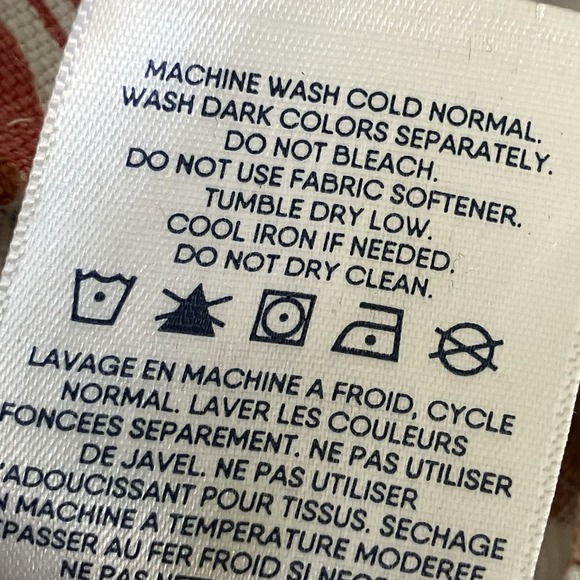 MACHINE WASH COLD NORMAL.
WASH DARK COLORS SEPARATELY.
DO NOT BLEACH.
DO NOT USE FABRIC SOFTENER.
TUMBLE DRY LOW.
COOL IRON IF NEEDED.
DO NOT DRY CLEAN.
LAVAGE EN MACHINE A FROID, CYCLE
NORMAL. LAVER LES COULEURS
FONCEES SEPAREMENT. NE PAS UTILISER
DE JAVEL. NE PAS UTILISER
'ADOUCISSANT POUR TISSUS. SECHAGE
MACHINE A TEMPERATURE MODEREE
PASSER AU FER FROID SI
NE PAS